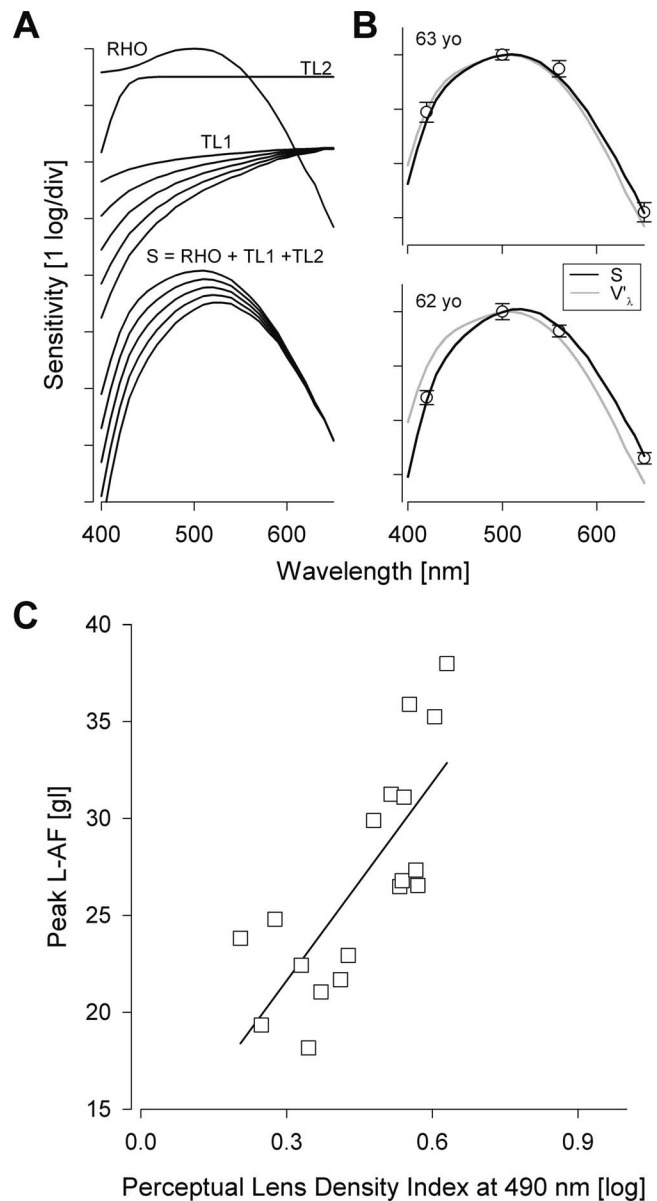 A
B
RHO
TL2
TL1
S = RHO + TL1 +TL2
Sensitivity [1 log/div]
400
500
600
63 yo
62 yo
S
V'λ
400
500
600
Wavelength [nm]
C
40
35
30
25
20
15
Peak L-AF [gl]
0.0
0.3
0.6
0.9
Perceptual Lens Density Index at 490 nm [log]